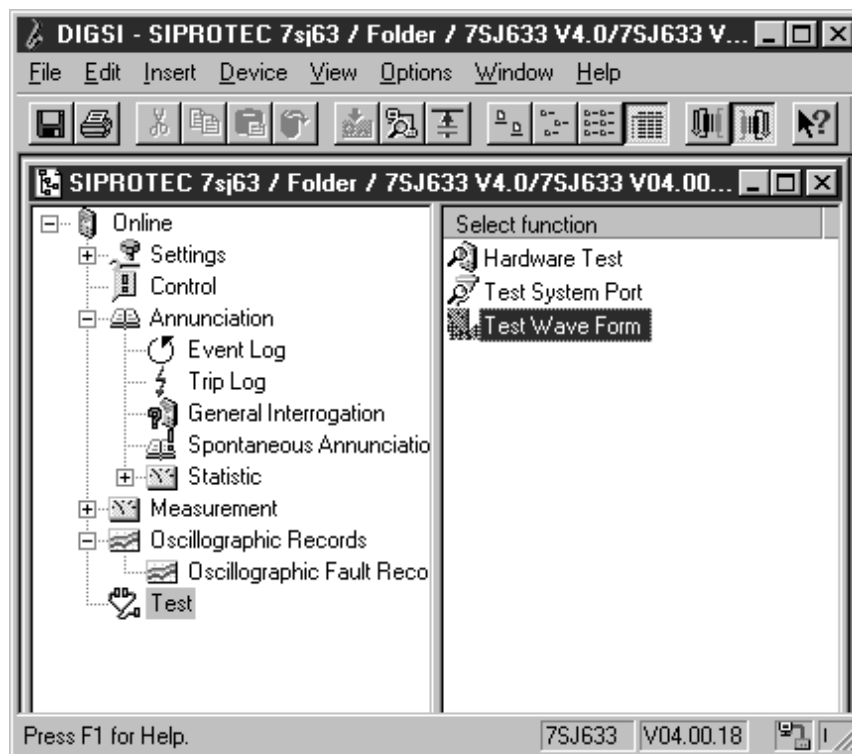 DIGSI - SIPROTEC 7sj63 / Folder / 7SJ633 V4.0/7SJ633 V...
File Edit Insert Device View Options Window Help
SIPROTEC 7sj63 / Folder / 7SJ633 V4.0/7SJ633 V04.00...
Online
Settings
Control
Annunciation
Event Log
Trip Log
General Interrogation
Spontaneous Annunciatio
Statistic
Measurement
Oscillographic Records
Oscillographic Fault Reco
Test
Select function
Hardware Test
Test System Port
Test Wave Form
Press F1 for Help. 7SJ633 V04.00.18